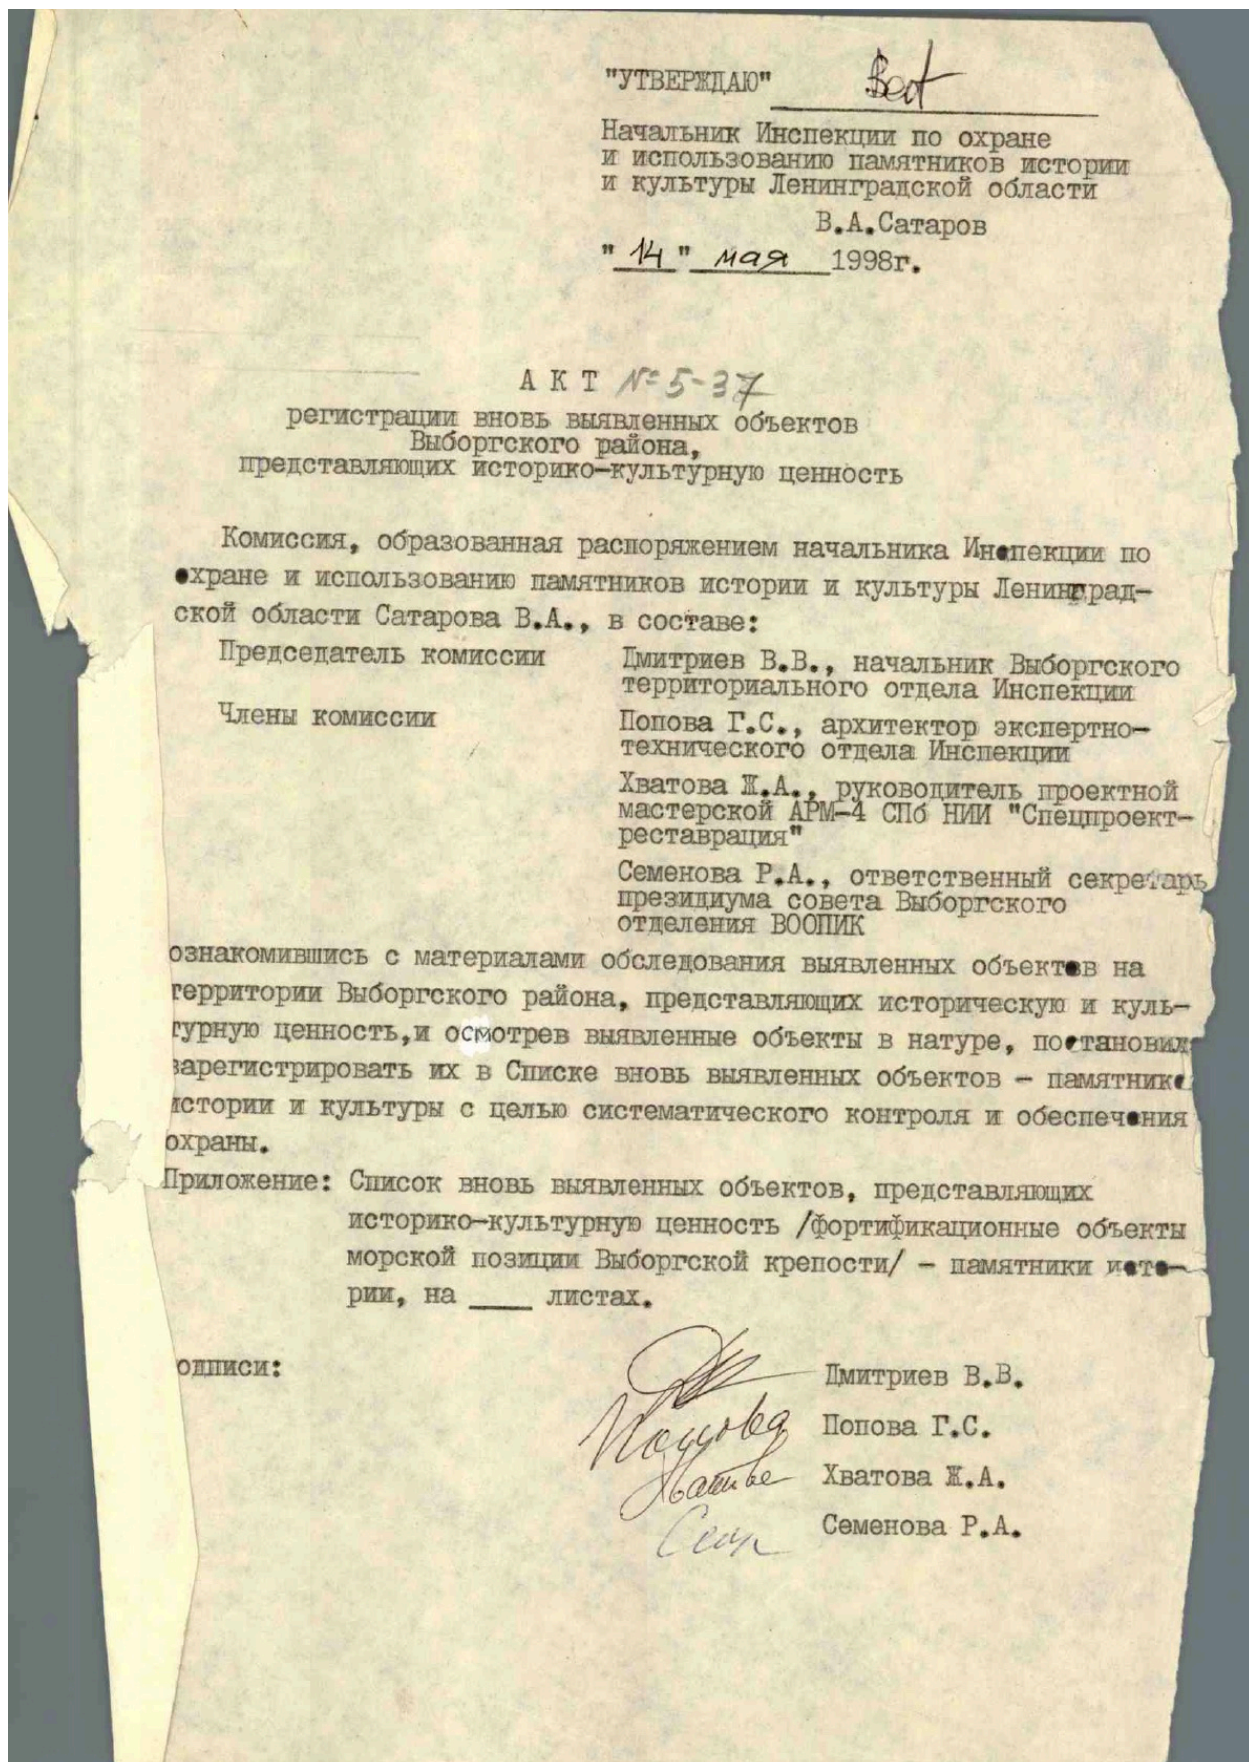 "УТВЕРЖДАЮ"
Начальник Инспекции по охране
и использованию памятников истории
и культуры Ленинградской области
В.А.Сатаров
"14" мая 1998г.
А К Т № 5-37
регистрации вновь выявленных объектов
Выборгского района,
представляющих историко-культурную ценность
Комиссия, образованная распоряжением начальника Инспекции по
охране и использованию памятников истории и культуры Ленинград-
ской области Сатарова В.А., в составе:
Председатель комиссии Дмитриев В.В., начальник Выборгского
территориального отдела Инспекции
Члены комиссии Попова Г.С., архитектор экспертно-
технического отдела Инспекции
Хватова Ж.А., руководитель проектной
мастерской АРМ-4 СПб НИИ "Спецпроект-
реставрация"
Семенова Р.А., ответственный секретарь
президиума совета Выборгского
отделения ВООПИК
ознакомившись с материалами обследования выявленных объектов на
территории Выборгского района, представляющих историческую и куль-
турную ценность, и осмотрев выявленные объекты в натуре, постановил
зарегистрировать их в Списке вновь выявленных объектов - памятнике
истории и культуры с целью систематического контроля и обеспечения
охраны.
Приложение: Список вновь выявленных объектов, представляющих
историко-культурную ценность /фортификационные объекты
морской позиции Выборгской крепости/ - памятники исто-
рии, на ____ листах.
одписи:
Дмитриев В.В.
Попова Попова Г.С.
Хватова Ж.А.
Семенова Р.А.